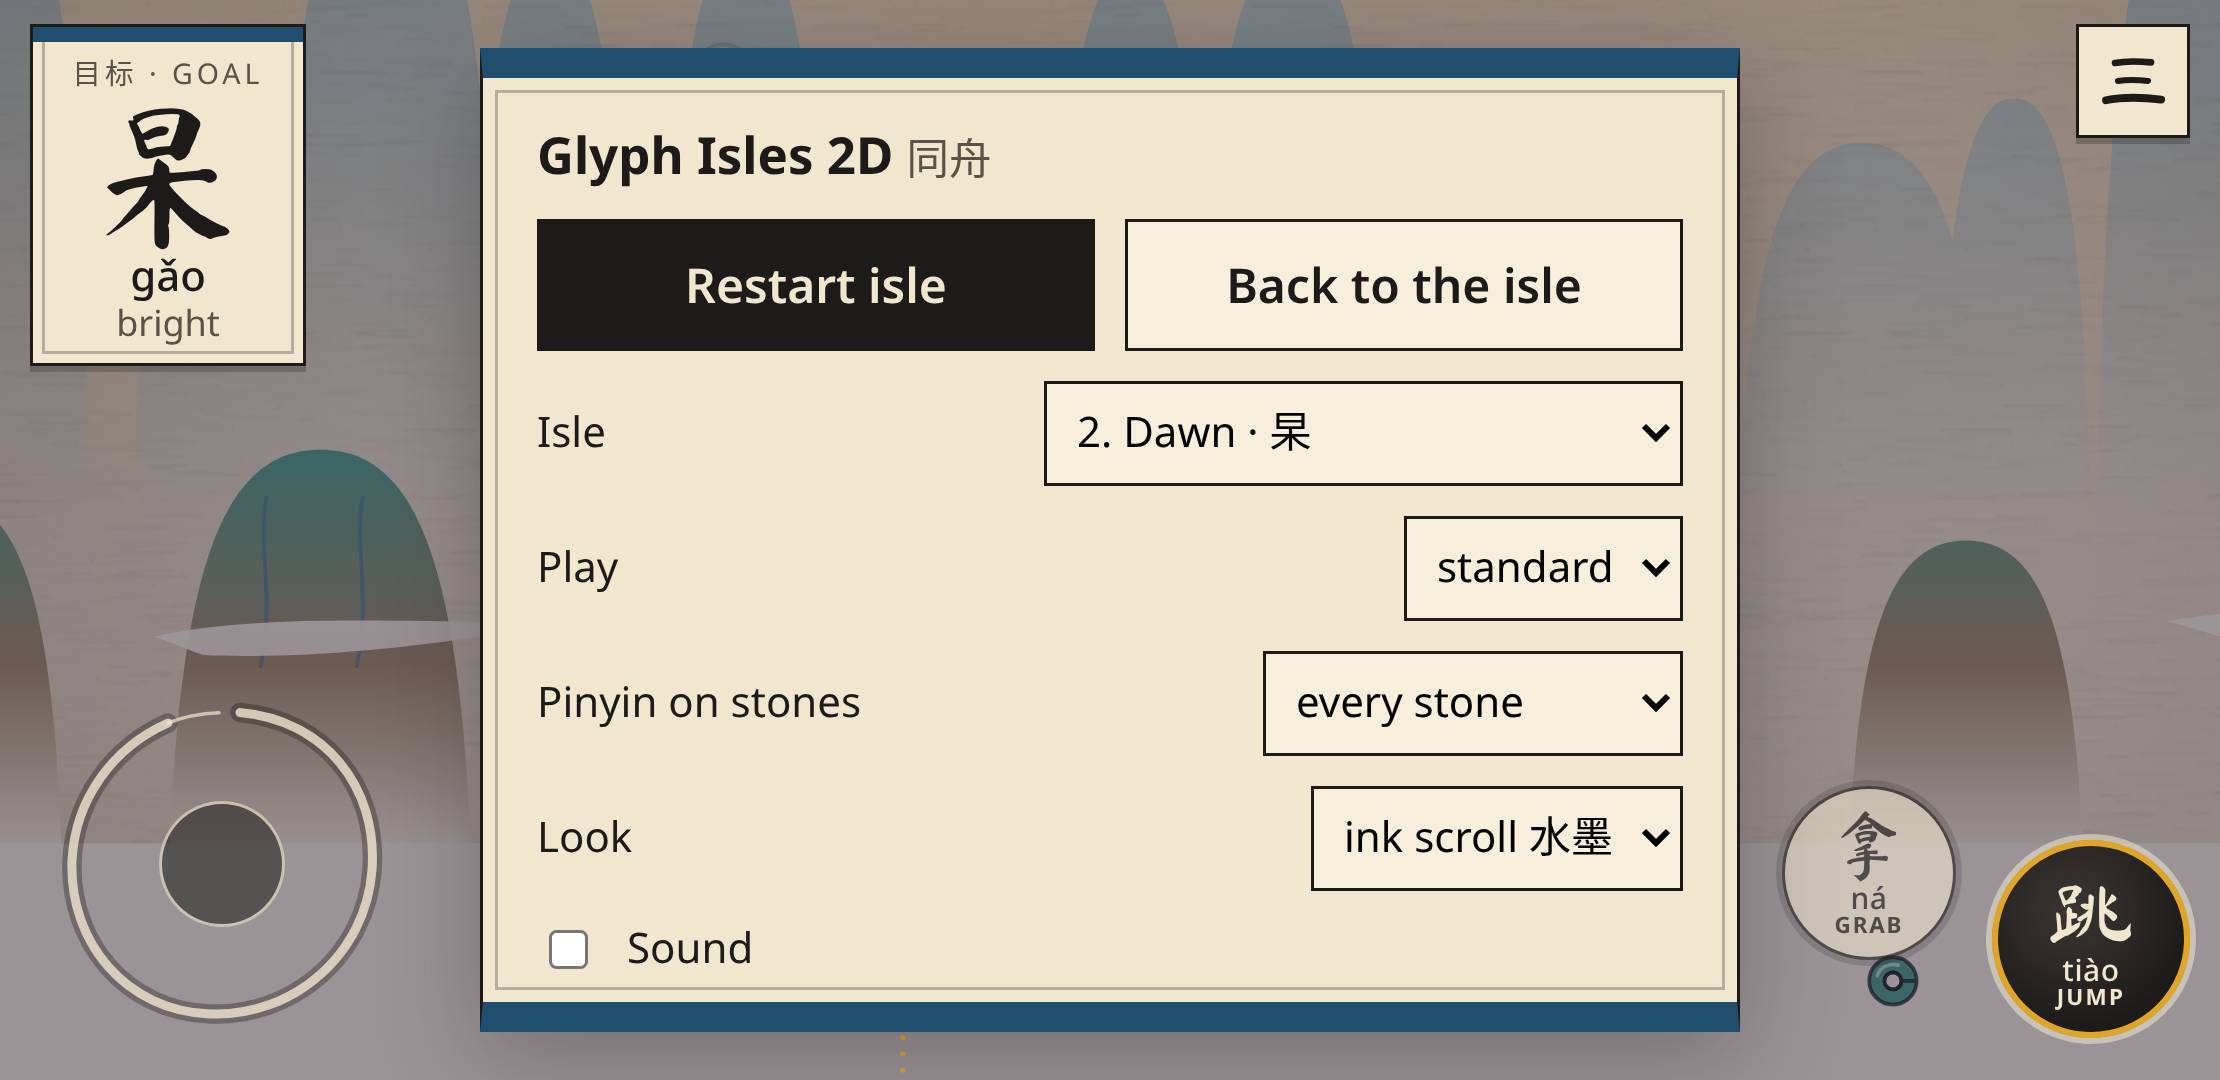 目标 · GOAL
杲
gǎo
bright
三
Glyph Isles 2D 同舟
Restart isle
Back to the isle
Isle
2. Dawn · 杲
Play
standard
Pinyin on stones
every stone
Look
ink scroll 水墨
Sound
拿
ná
GRAB
跳
tiào
JUMP